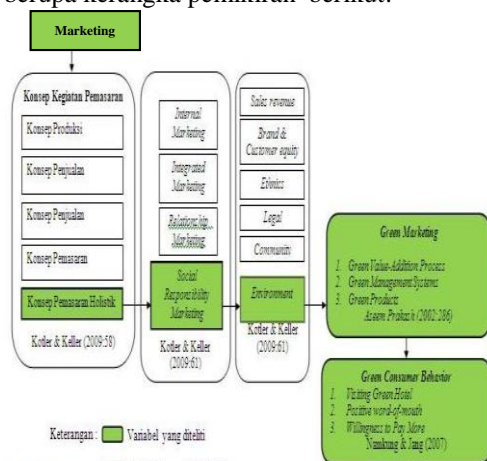 berupa kerangka pemikiran berikut:
Marketing
Konsep Kegiatan Pemasaran
Konsep Produksi
Konsep Penjualan
Konsep Penjualan
Konsep Pemasaran
Konsep Pemasaran Holistik
Kotler & Keller (2009:58)
Internal
Marketing
Integrated
Marketing
Relationship
Marketing
Social
Responsibility
Marketing
Kotler & Keller
(2009:61)
Sales revenue
Brand &
Customer equity
Ethnics
Legal
Community
Environment
Kotler & Keller
(2009:61)
Green Marketing
1. Green Value-Addition Process
2. Green Management Systems
3. Green Products
Aseem Prakash (2002:286)
Green Consumer Behavior
1. Visiting Green Hotel
2. Positive word-of-mouth
3. Willingness to Pay More
Namkung & Jang (2007)
Keterangan : Variabel yang diteliti